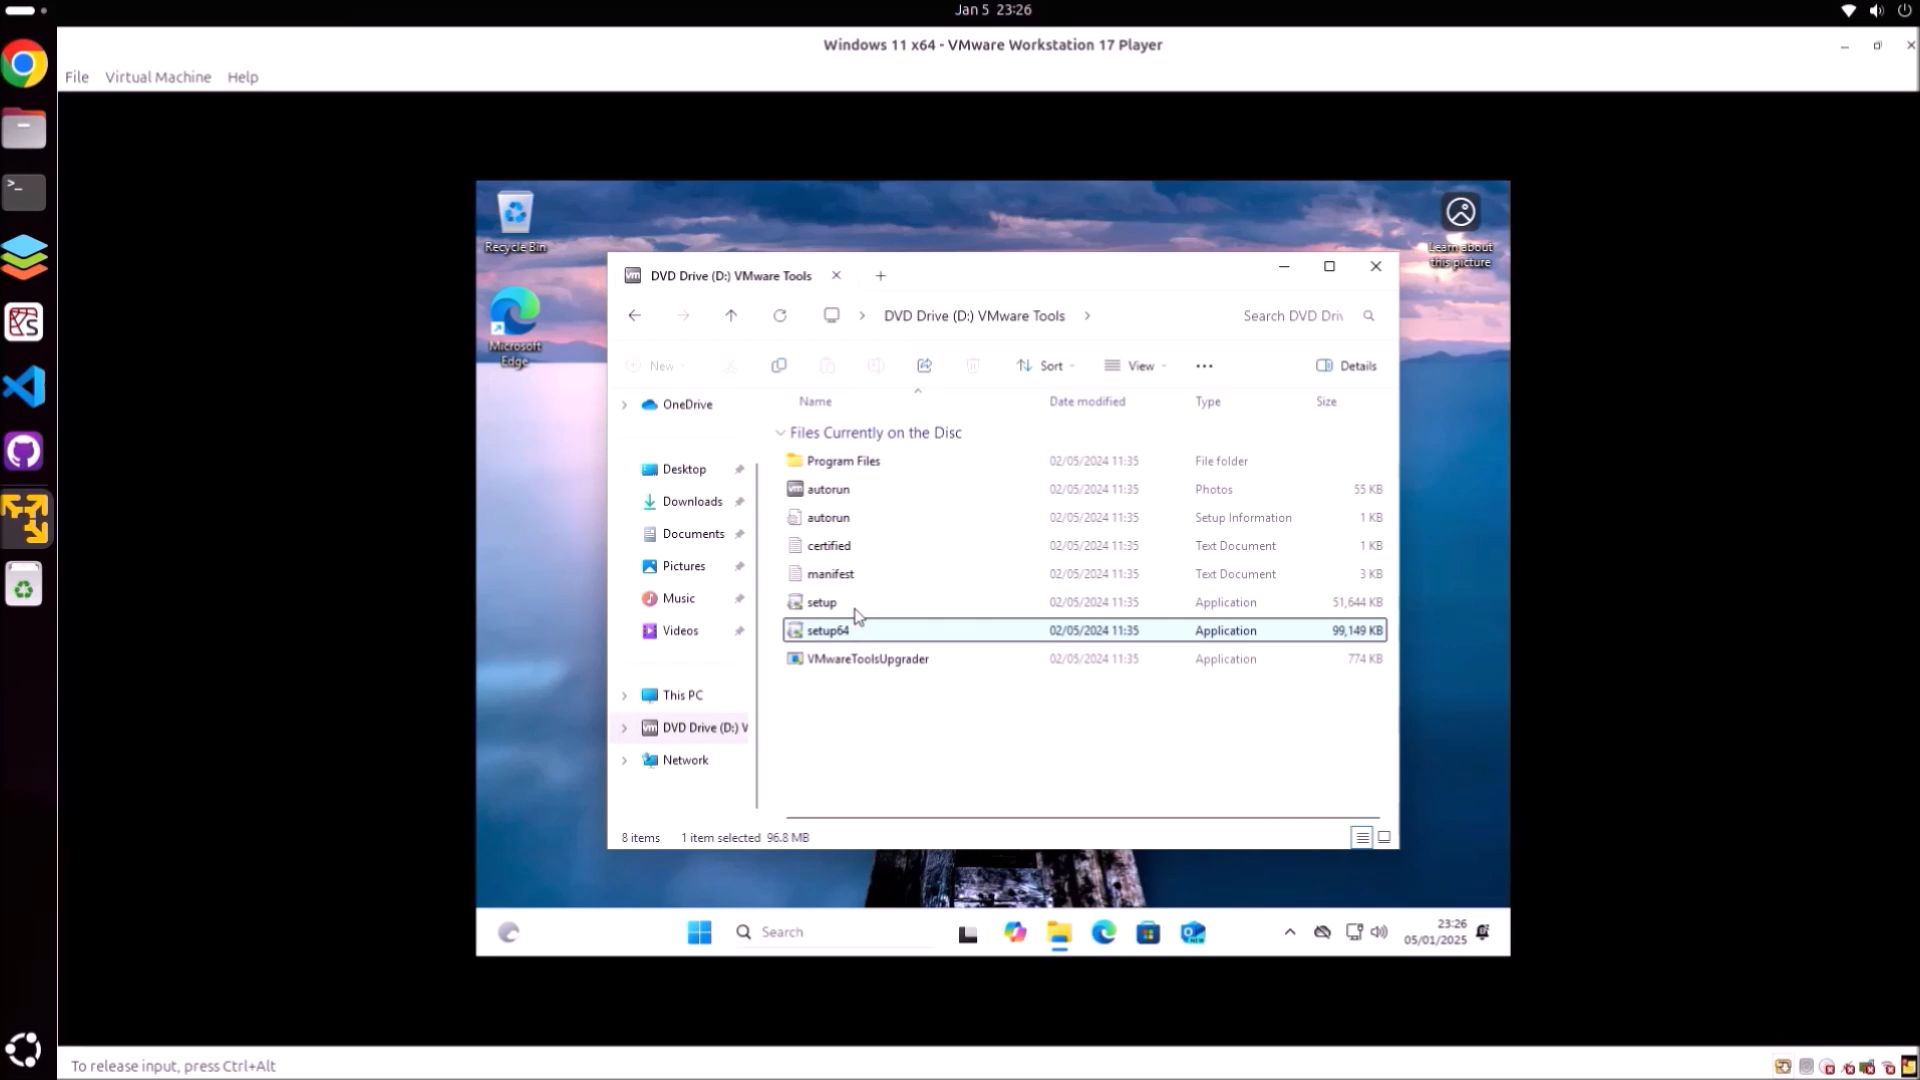 Jan 5 23:26
Windows 11 x64 - VMware Workstation 17 Player
File Virtual Machine Help
Recycle Bin
Learn about
this picture
Microsoft
Edge
DVD Drive (D:) VMware Tools
DVD Drive (D:) VMware Tools
Search DVD Driv
New
Sort
View
Details
Name Date modified Type Size
OneDrive
Desktop
Downloads
Documents
Pictures
Music
Videos
This PC
DVD Drive (D:) V
Network
Files Currently on the Disc
Program Files 02/05/2024 11:35 File folder
autorun 02/05/2024 11:35 Photos 55 KB
autorun 02/05/2024 11:35 Setup Information 1 KB
certified 02/05/2024 11:35 Text Document 1 KB
manifest 02/05/2024 11:35 Text Document 3 KB
setup 02/05/2024 11:35 Application 51,644 KB
setup64 02/05/2024 11:35 Application 99,149 KB
VMwareToolsUpgrader 02/05/2024 11:35 Application 774 KB
8 items 1 item selected 96.8 MB
Search
23:26
05/01/2025
To release input, press Ctrl+Alt